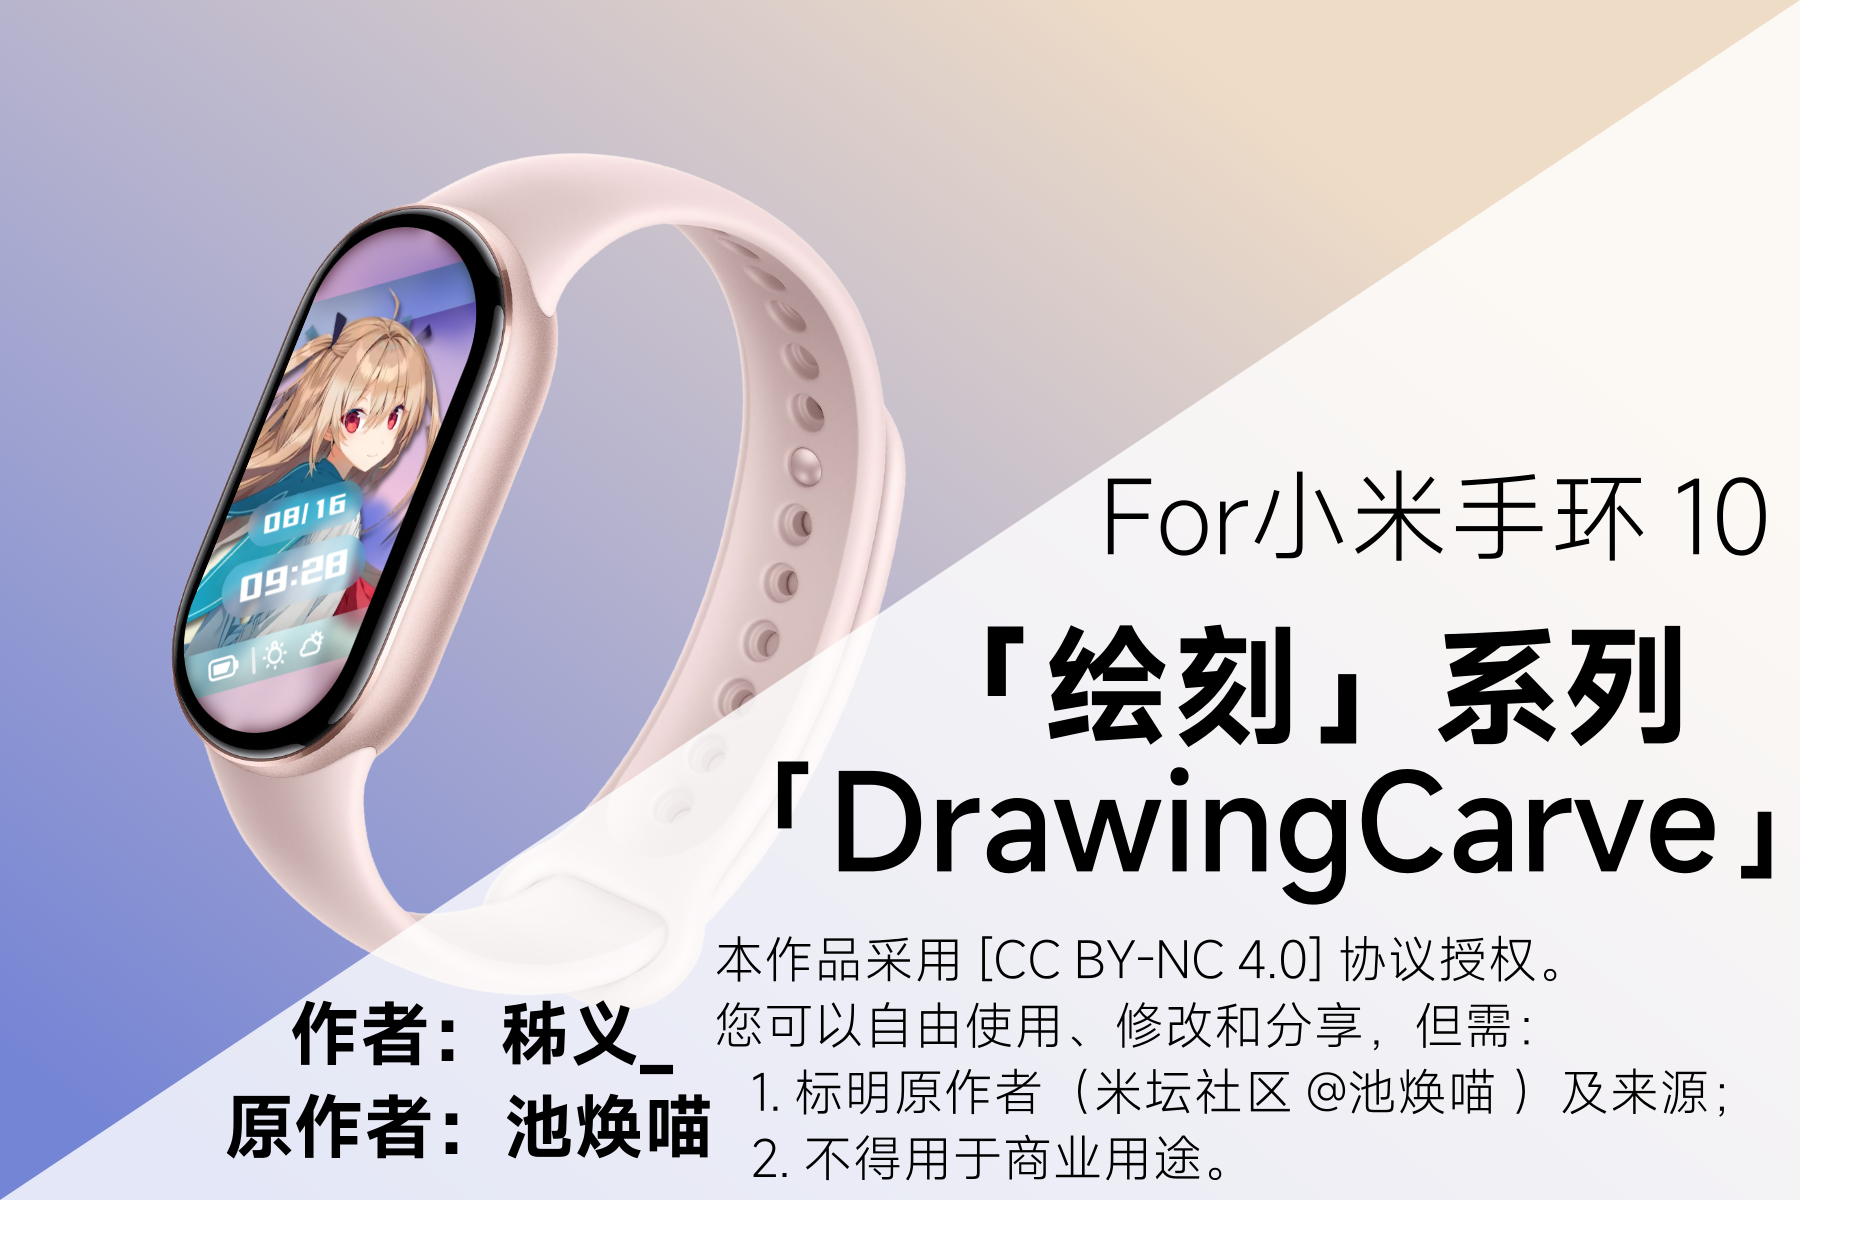 08/16
09:28
For小米手环 10
「绘刻」系列
「DrawingCarve」
本作品采用 [CC BY-NC 4.0] 协议授权。
您可以自由使用、修改和分享，但需：
1. 标明原作者（米坛社区 @池焕喵 ）及来源；
2. 不得用于商业用途。
作者：秭义_
原作者：池焕喵